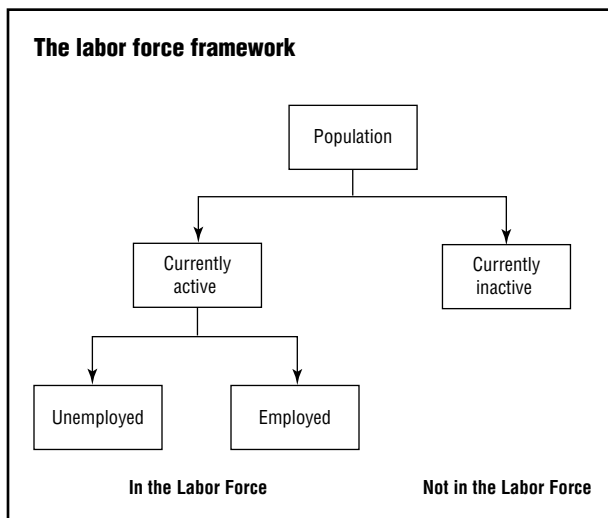 The labor force framework
Population
Currently
active
Currently
inactive
Unemployed
Employed
In the Labor Force
Not in the Labor Force